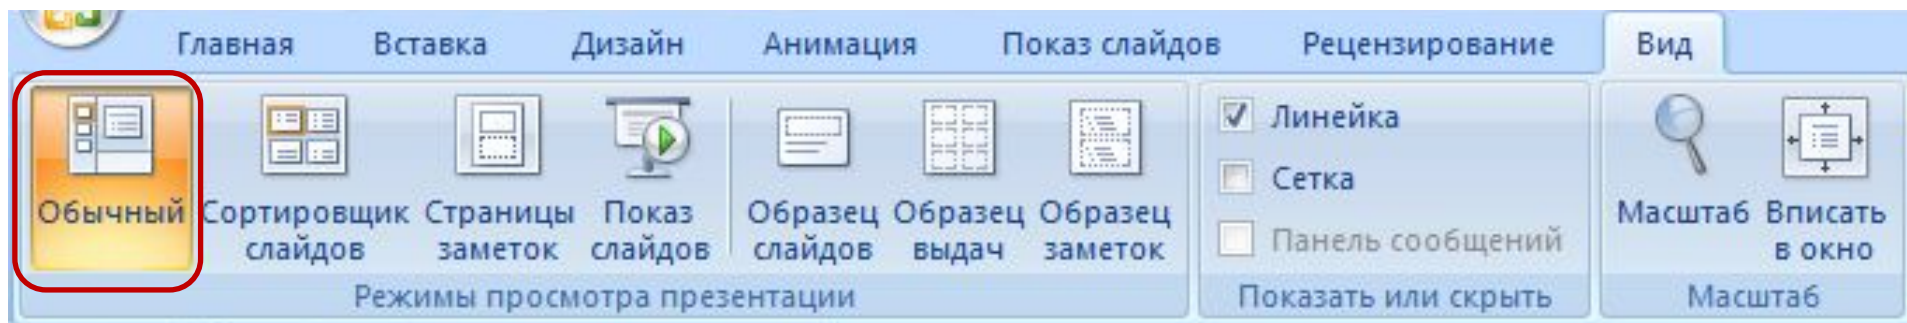 Главная Вставка Дизайн Анимация Показ слайдов Рецензирование Вид
Обычный
Сортировщик
слайдов
Страницы
заметок
Показ
слайдов
Образец
слайдов
Образец
выдач
Образец
заметок
Режимы просмотра презентации
Линейка
Сетка
Панель сообщений
Показать или скрыть
Масштаб
Вписать
в окно
Масштаб